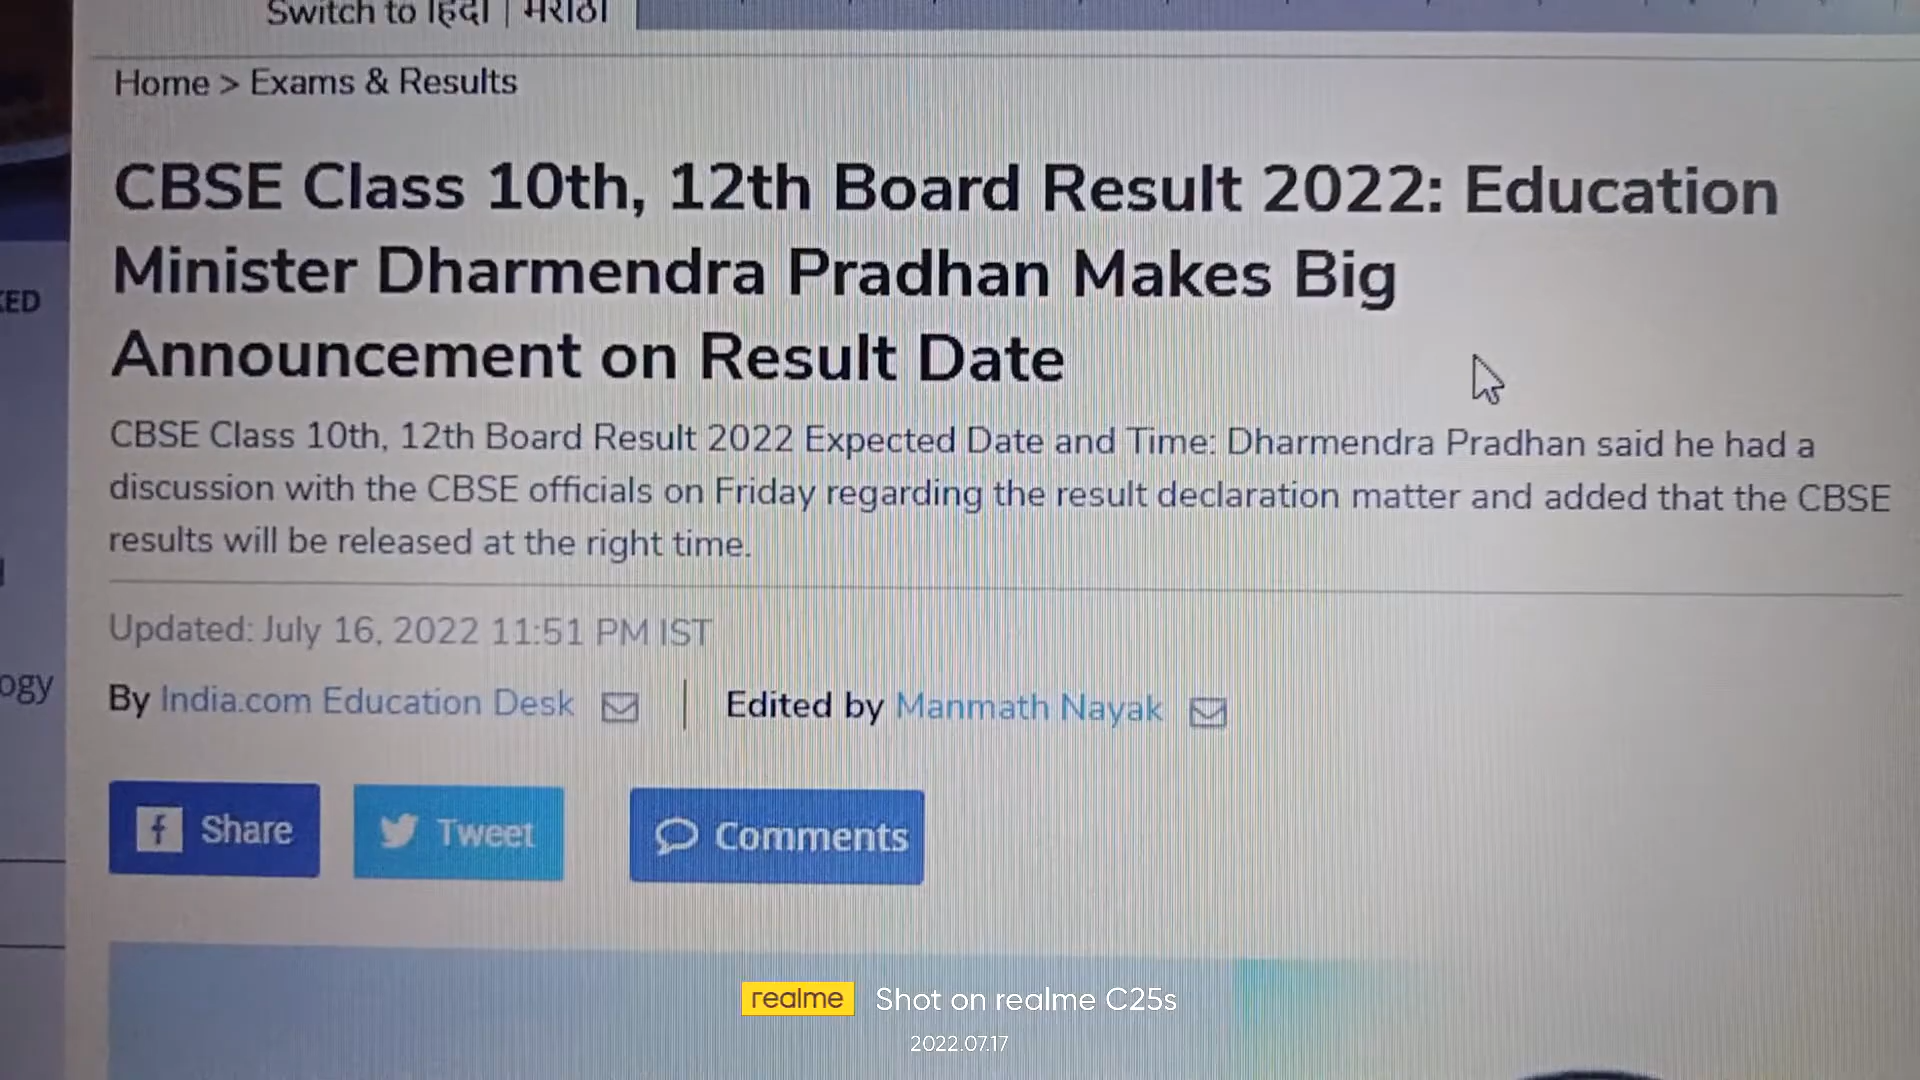 Switch to हिंदी | मराठी
Home > Exams & Results
CBSE Class 10th, 12th Board Result 2022: Education
Minister Dharmendra Pradhan Makes Big
Announcement on Result Date
CBSE Class 10th, 12th Board Result 2022 Expected Date and Time: Dharmendra Pradhan said he had a
discussion with the CBSE officials on Friday regarding the result declaration matter and added that the CBSE
results will be released at the right time.
Updated: July 16, 2022 11:51 PM IST
By India.com Education Desk | Edited by Manmath Nayak
f Share Tweet Comments
realme Shot on realme C25s
2022.07.17